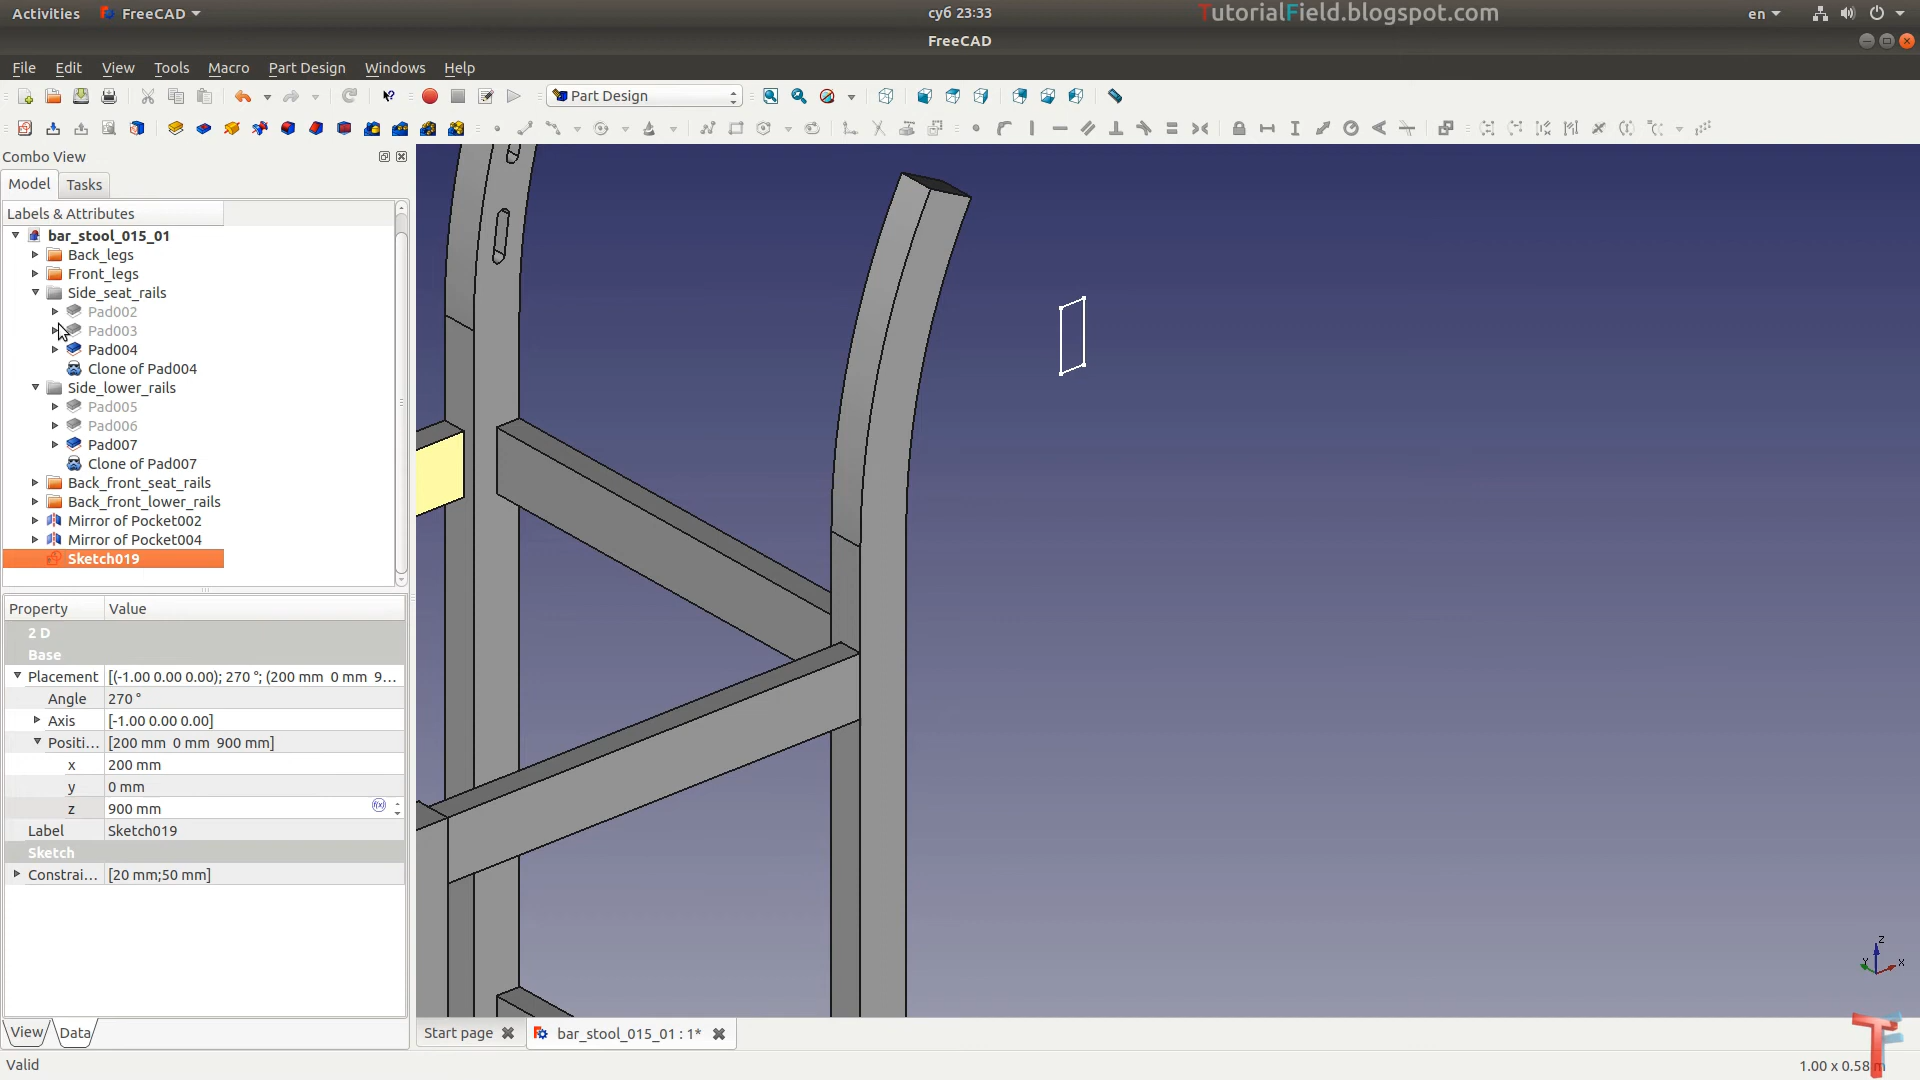 Activities FreeCAD суб 23:33 TutorialField.blogspot.com en
FreeCAD
File Edit View Tools Macro Part Design Windows Help
Part Design
Combo View
Model Tasks
Labels & Attributes
bar_stool_015_01
Back_legs
Front_legs
Side_seat_rails
Pad002
Pad003
Pad004
Clone of Pad004
Side_lower_rails
Pad005
Pad006
Pad007
Clone of Pad007
Back_front_seat_rails
Back_front_lower_rails
Mirror of Pocket002
Mirror of Pocket004
Sketch019
Property Value
2 D
Base
Placement [(-1.00 0.00 0.00); 270 °; (200 mm 0 mm 9...
Angle 270 °
Axis [-1.00 0.00 0.00]
Positi... [200 mm 0 mm 900 mm]
x 200 mm
y 0 mm
z 900 mm
Label Sketch019
Sketch
Constrai... [20 mm;50 mm]
Z
Y X
View Data
Start page bar_stool_015_01 : 1*
Valid 1.00 x 0.58